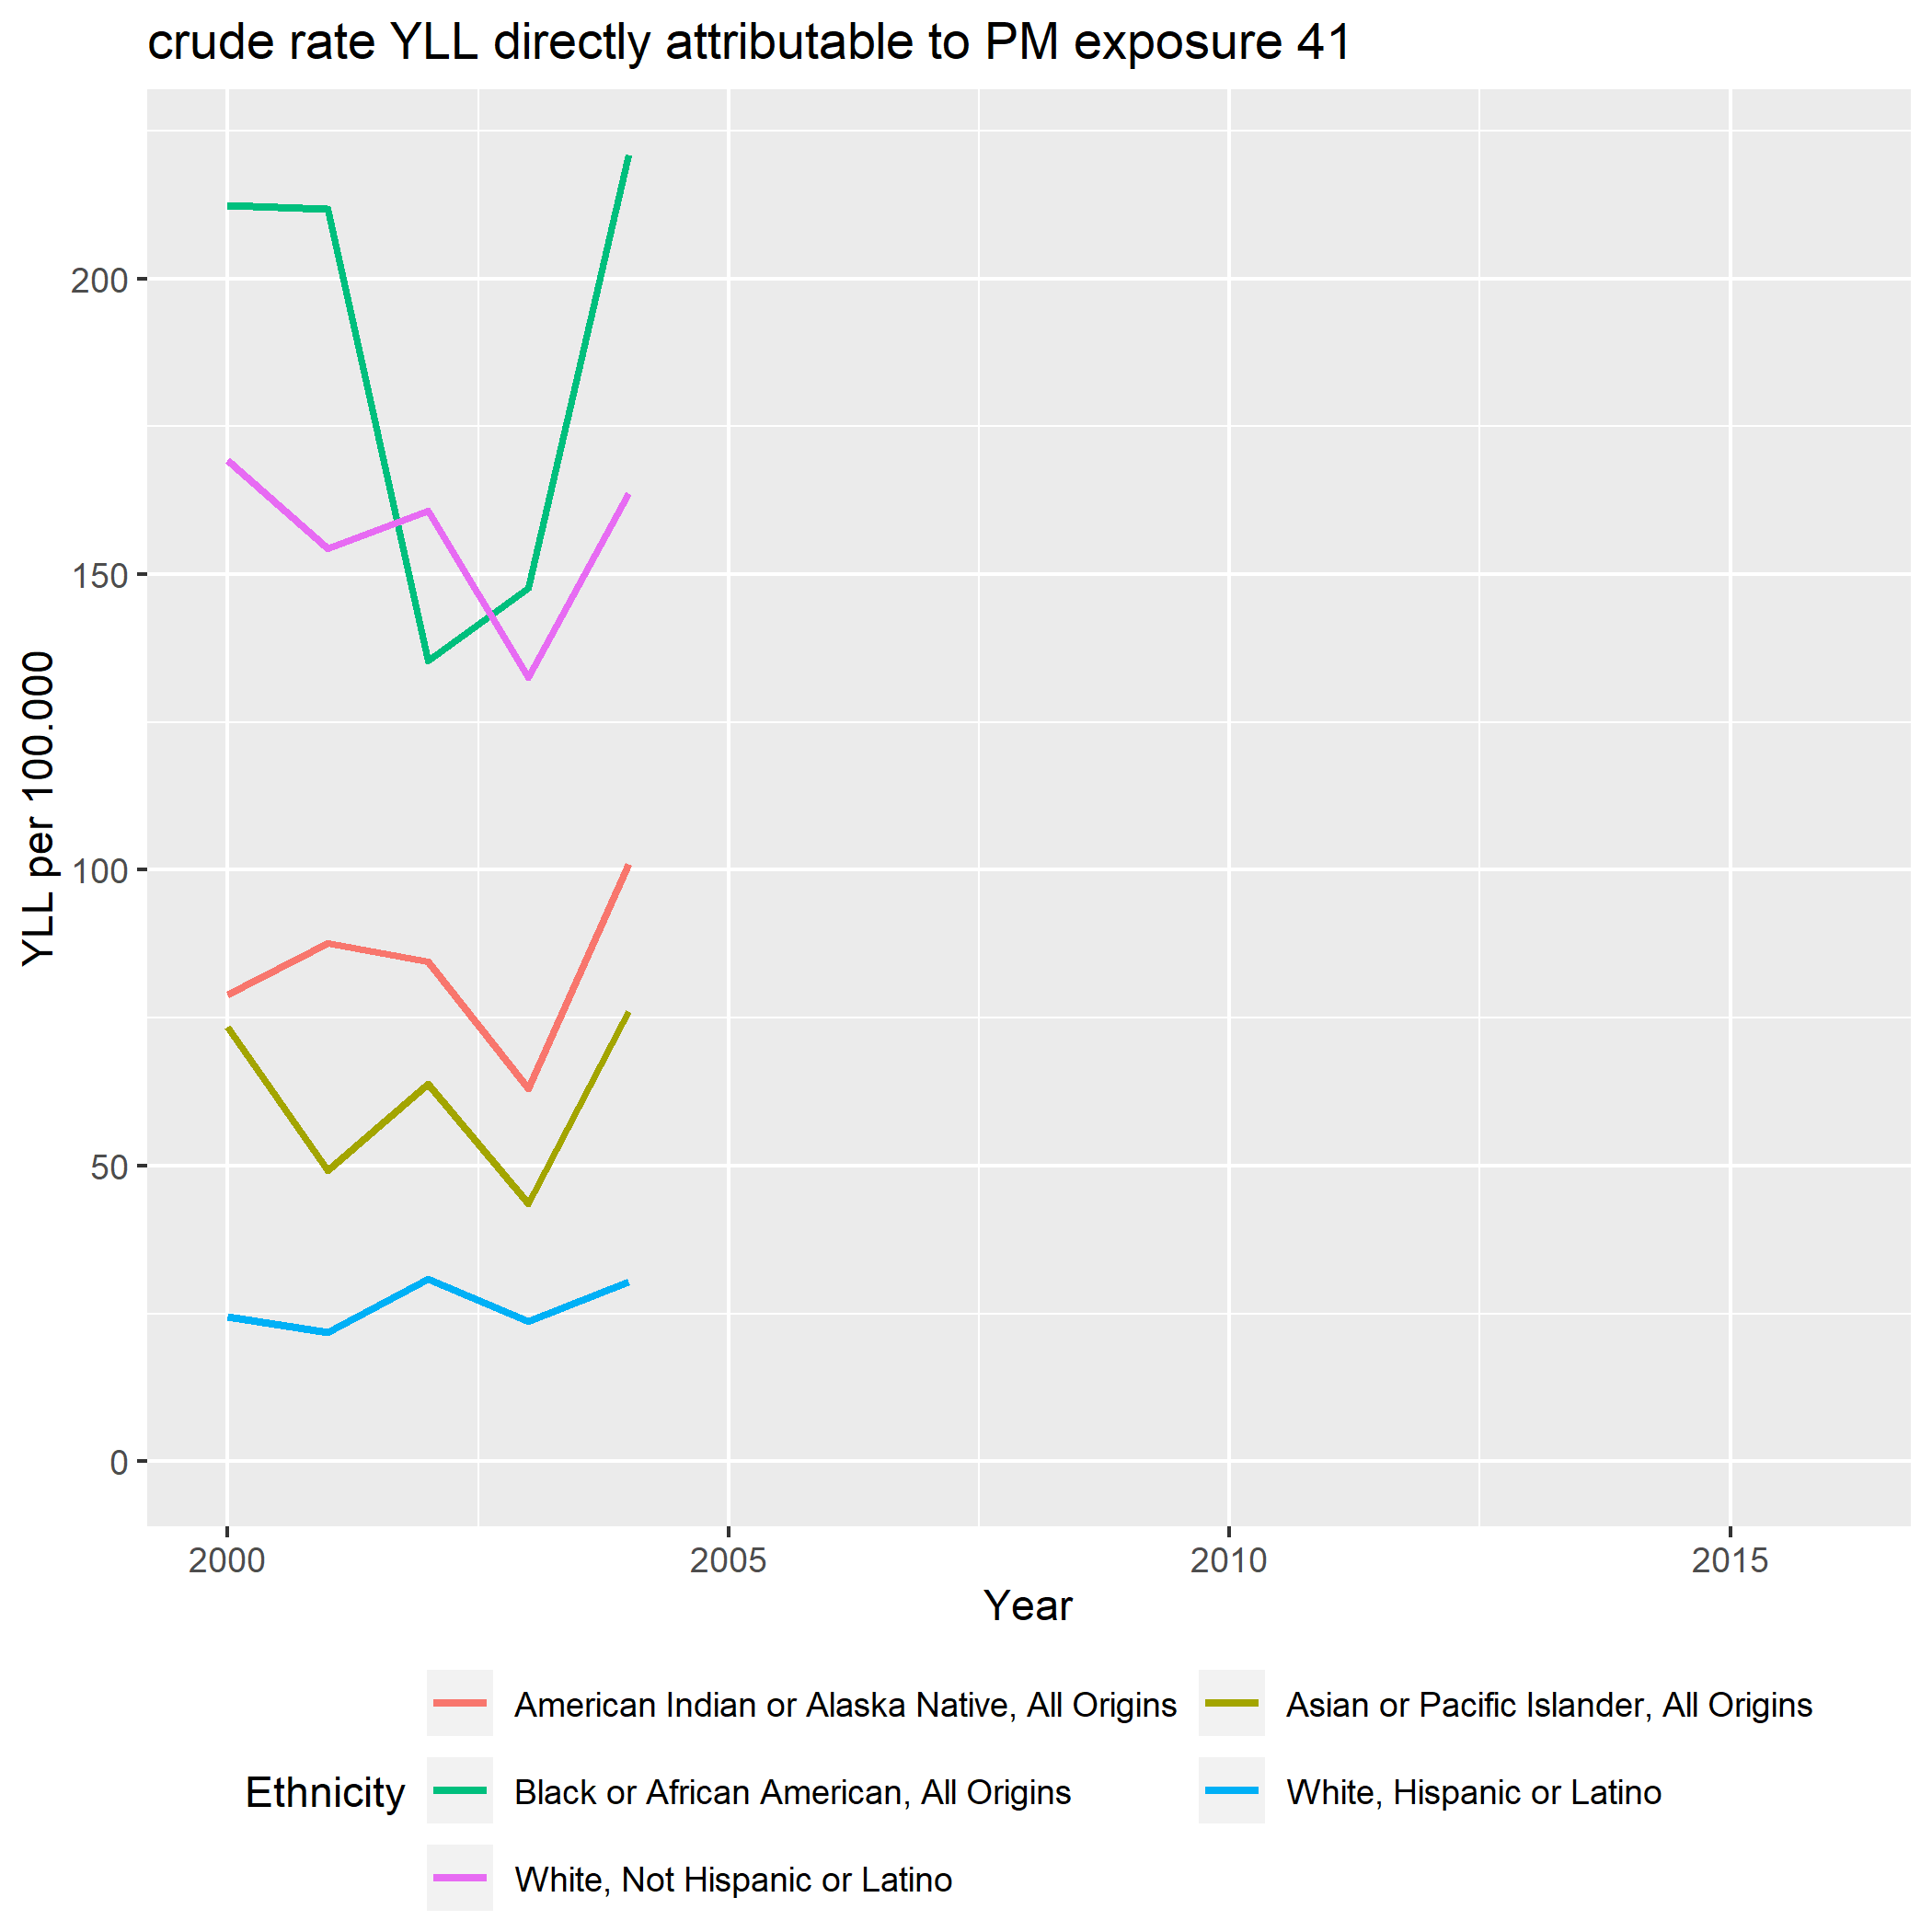 crude rate YLL directly attributable to PM exposure 41
YLL per 100.000
200
150
100
50
0
2000 2005 2010 2015
Year
Ethnicity
American Indian or Alaska Native, All Origins
Asian or Pacific Islander, All Origins
Black or African American, All Origins
White, Hispanic or Latino
White, Not Hispanic or Latino